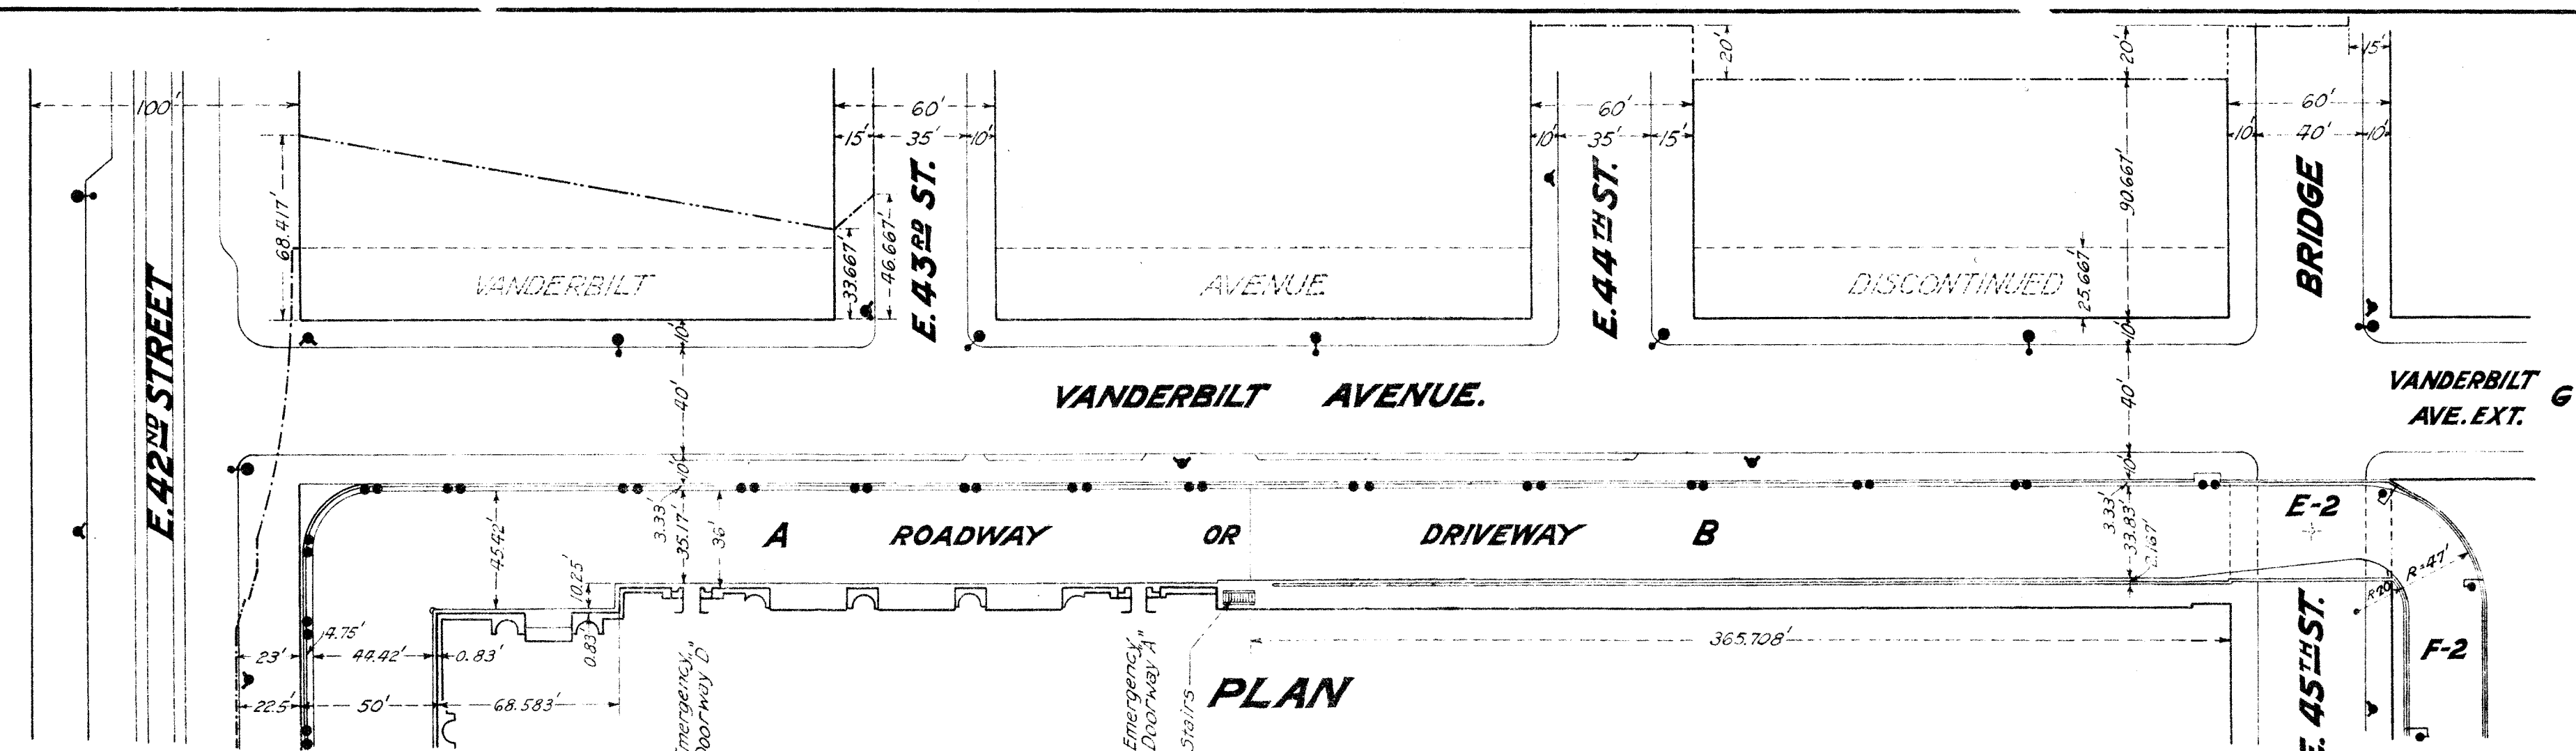 100'
60'
15' 35' 10'
60'
10' 35' 15'
20'
20'
15'
60'
10' 40' 10'
68.417'
33.667'
46.667'
90.667'
25.667'
E. 42ND STREET
E. 43RD ST.
E. 44TH ST.
BRIDGE
VANDERBILT AVENUE DISCONTINUED
10'
40'
10'
10'
40'
10'
VANDERBILT AVENUE.
VANDERBILT
AVE. EXT.
G
45.42'
10.25'
0.83'
3.33'
35.17'
36'
A ROADWAY OR DRIVEWAY B
3.33'
33.83'
E-2
R=47'
R20'
F-2
4.75'
23' 44.42' 0.83'
22.5' 50' 68.583'
Emergency
Doorway "D"
Emergency
Doorway "A"
Stairs
365.708'
PLAN
E. 45TH ST.